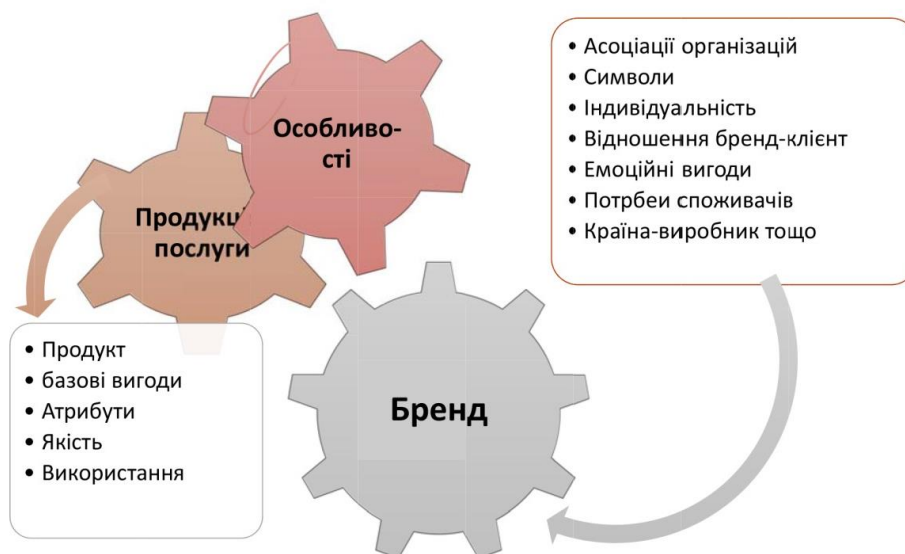 Особливо-
сті
Продукці
послуги
Бренд
• Асоціації організацій
• Символи
• Індивідуальність
• Відношення бренд-клієнт
• Емоційні вигоди
• Потрбеи споживачів
• Країна-виробник тощо
• Продукт
• базові вигоди
• Атрибути
• Якість
• Використання